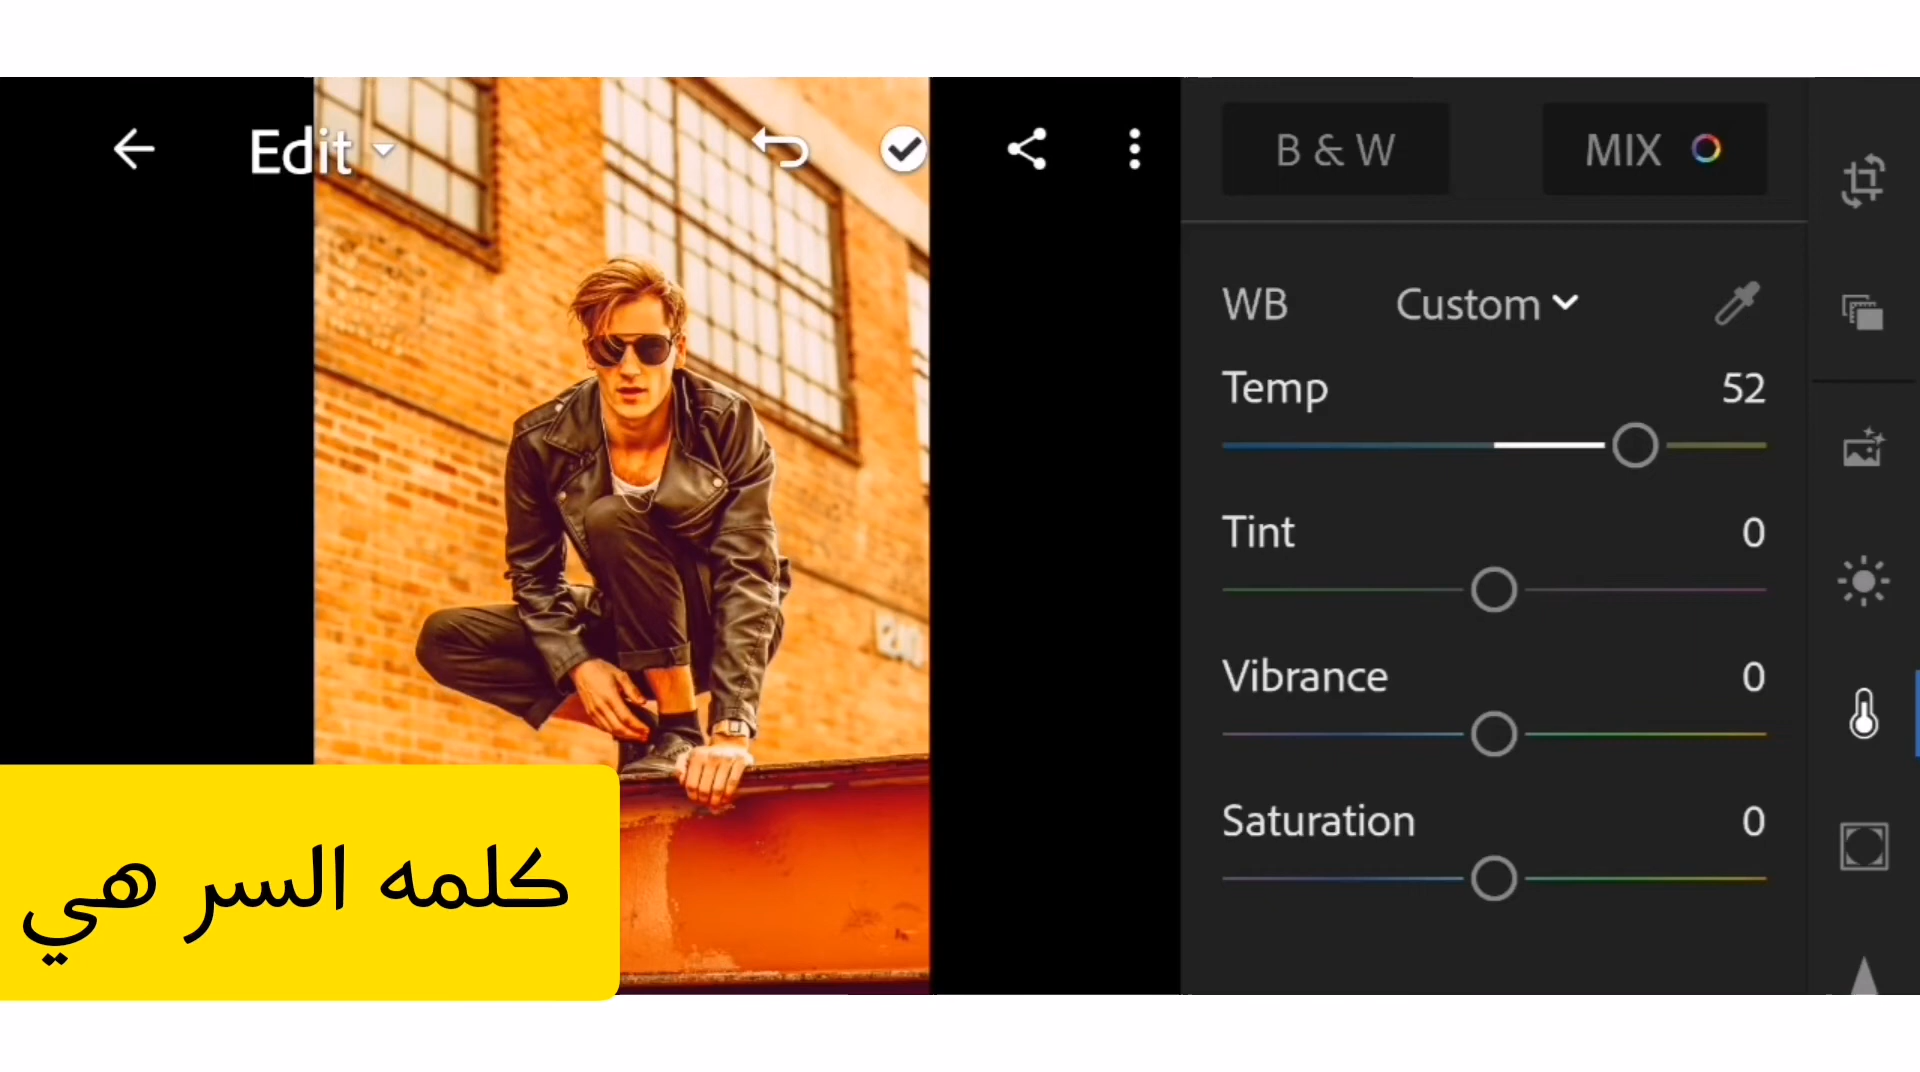 Edit
B & W
MIX
WB
Custom
Temp
52
Tint
0
Vibrance
0
Saturation
0
كلمه السر هي